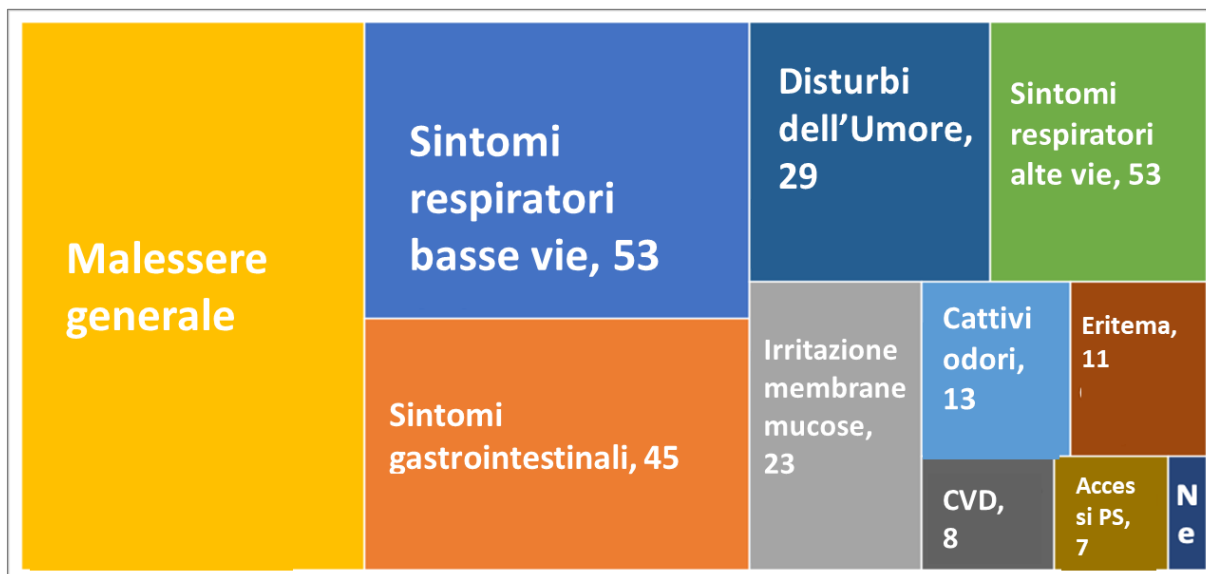 Malessere
generale
Sintomi
respiratori
basse vie, 53
Sintomi
gastrointestinali, 45
Disturbi
dell’Umore,
29
Sintomi
respiratori
alte vie, 53
Irritazione
membrane
mucose,
23
Cattivi
odori,
13
Eritema,
11
CVD,
8
Acces
si PS,
7
N
e